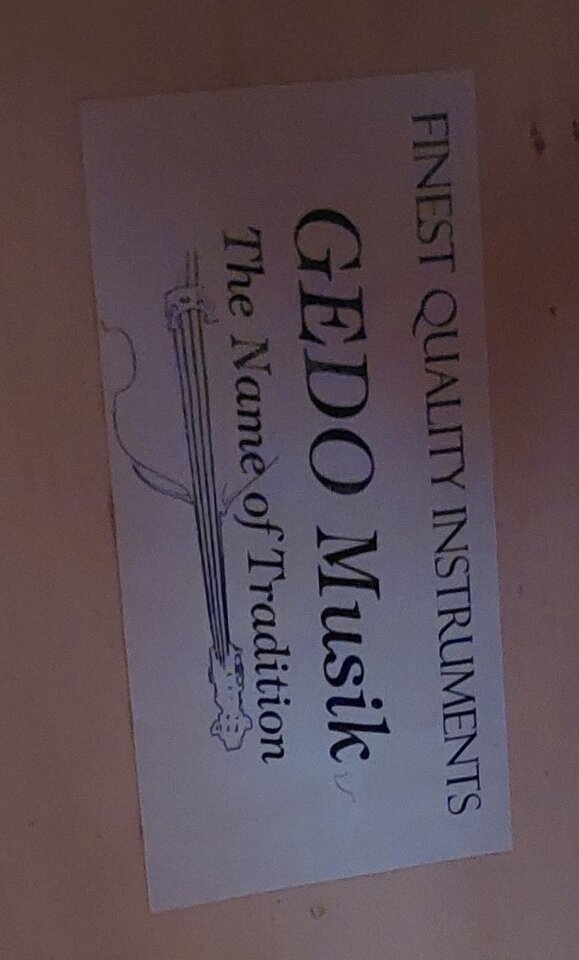 FINEST QUALITY INSTRUMENTS
GEDO Musik
The Name of Tradition